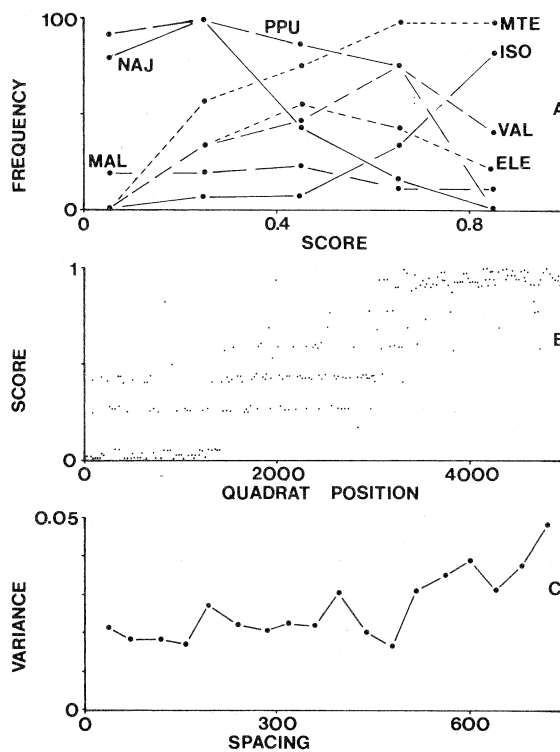 100
PPU
MTE
NAJ
ISO
FREQUENCY
VAL
MAL
ELE
0
0
0.4
0.8
SCORE
1
SCORE
0
0
2000
4000
QUADRAT POSITION
0.05
VARIANCE
0
0
300
600
SPACING